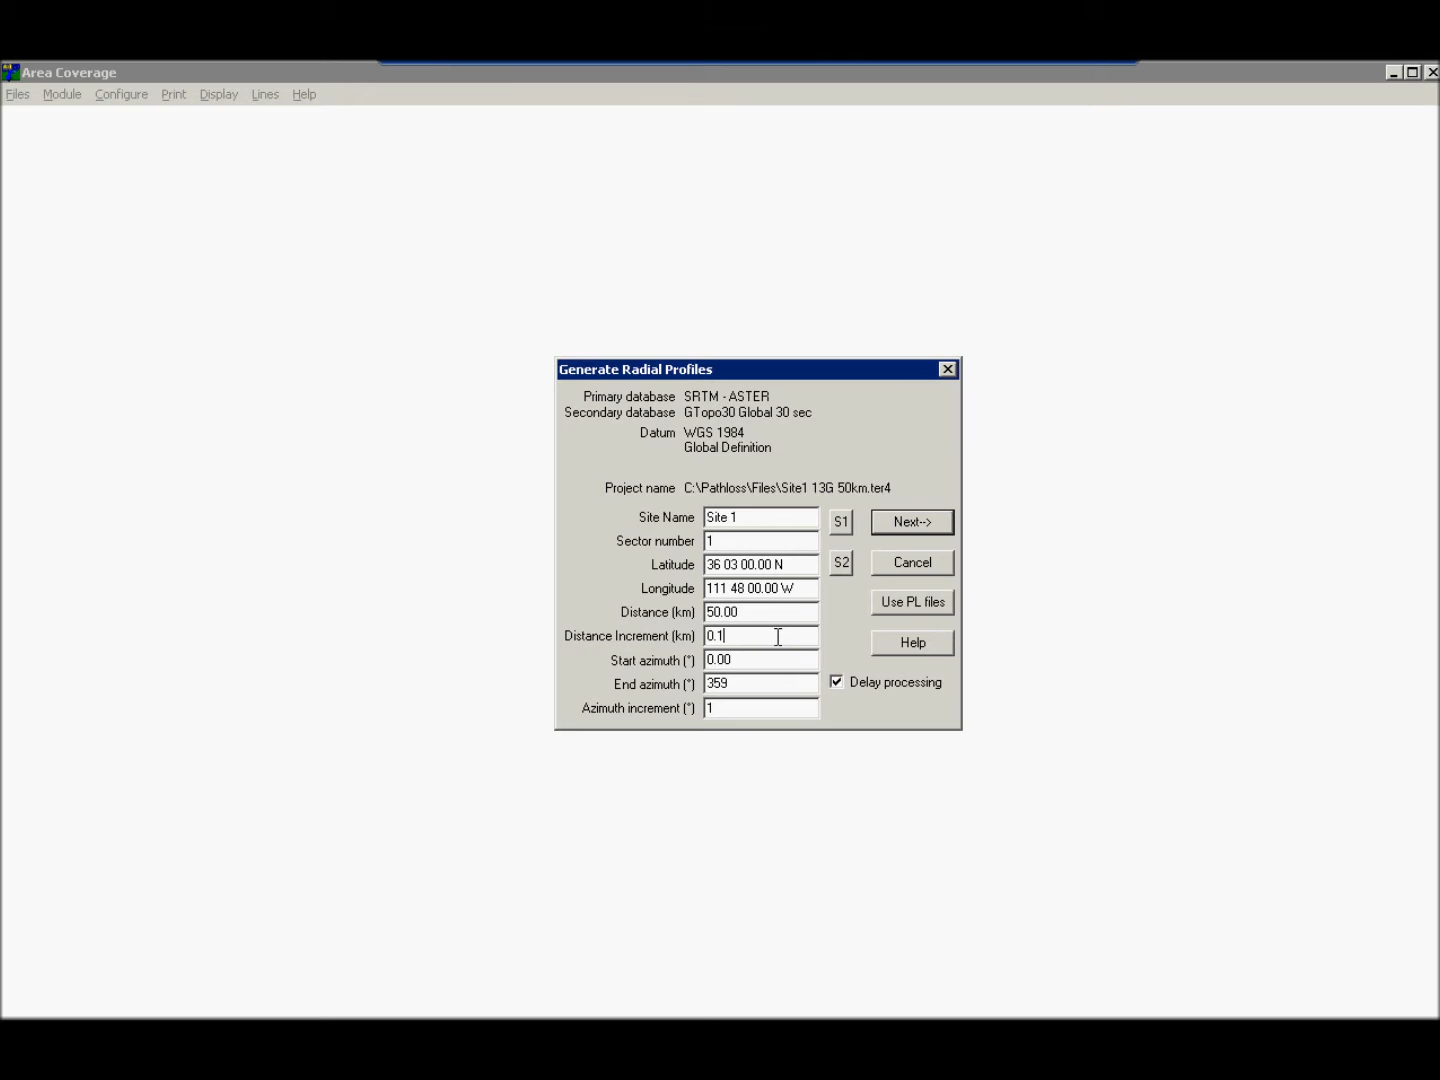 Area Coverage
Files Module Configure Print Display Lines Help
Generate Radial Profiles
Primary database SRTM - ASTER
Secondary database GTopo30 Global 30 sec
Datum WGS 1984
Global Definition
Project name C:\Pathloss\Files\Site1 13G 50km.ter4
Site Name Site 1 S1 Next-->
Sector number 1
Latitude 36 03 00.00 N S2 Cancel
Longitude 111 48 00.00 W
Use PL files
Distance (km) 50.00
Distance Increment (km) 0.1 Help
Start azimuth (°) 0.00
End azimuth (°) 359 Delay processing
Azimuth increment (°) 1